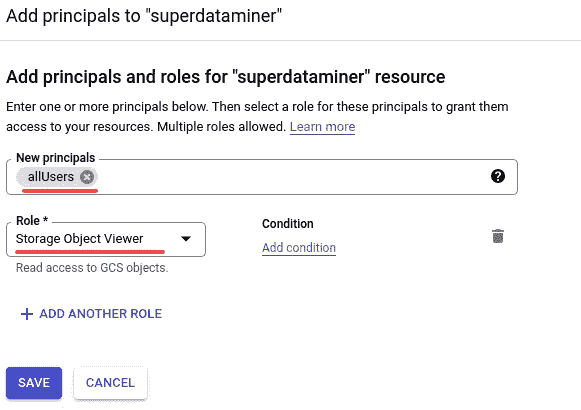 Add principals to "superdataminer"
Add principals and roles for "superdataminer" resource
Enter one or more principals below. Then select a role for these principals to grant them
access to your resources. Multiple roles allowed. Learn more
New principals
allUsers
Role *
Storage Object Viewer
Condition
Add condition
Read access to GCS objects.
ADD ANOTHER ROLE
SAVE
CANCEL